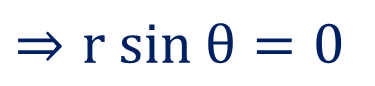 ⇒ r sin θ = 0